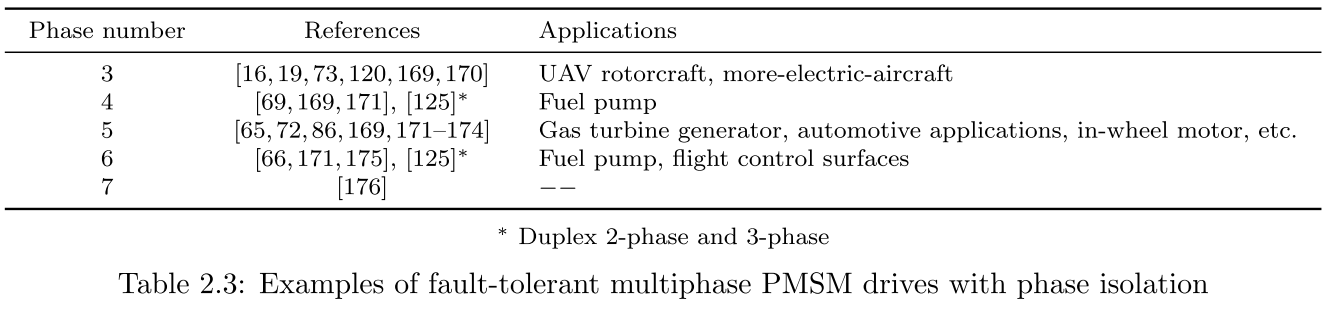 Phase number References Applications
3 [16, 19, 73, 120, 169, 170] UAV rotorcraft, more-electric-aircraft
4 [69, 169, 171], [125]* Fuel pump
5 [65, 72, 86, 169, 171–174] Gas turbine generator, automotive applications, in-wheel motor, etc.
6 [66, 171, 175], [125]* Fuel pump, flight control surfaces
7 [176] −−
* Duplex 2-phase and 3-phase
Table 2.3: Examples of fault-tolerant multiphase PMSM drives with phase isolation